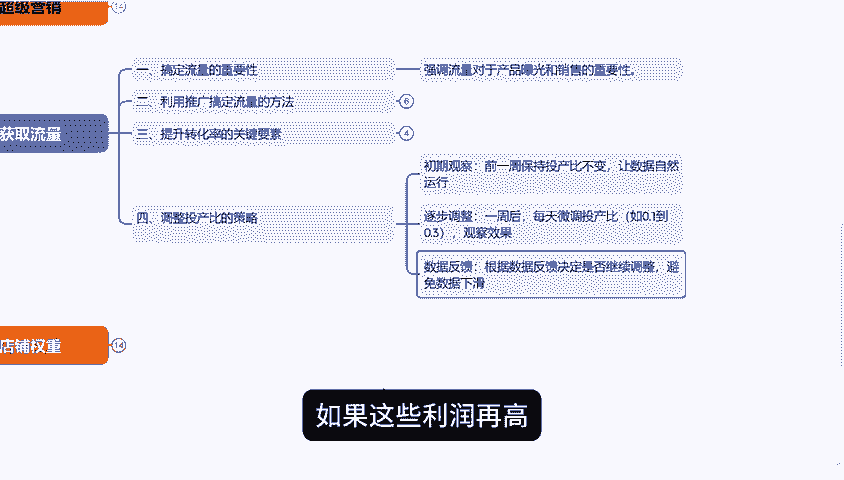 超级营销
14
一、搞定流量的重要性
强调流量对于产品曝光和销售的重要性。
二、利用推广搞定流量的方法
6
获取流量
三、提升转化率的关键要素
4
初期观察：前一周保持投产比不变，让数据自然
运行
四、调整投产比的策略
逐步调整：一周后，每天微调投产比（如0.1到
0.3），观察效果
数据反馈：根据数据反馈决定是否继续调整，避
免数据下滑
店铺权重
14
如果这些利润再高